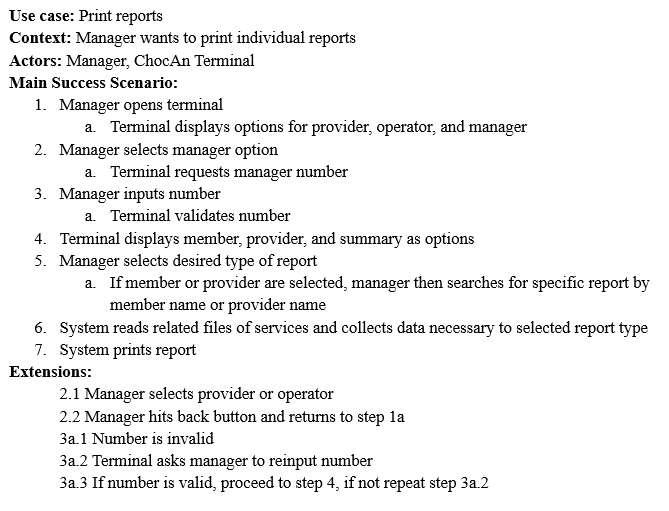 Use case: Print reports
Context: Manager wants to print individual reports
Actors: Manager, ChocAn Terminal
Main Success Scenario:
1. Manager opens terminal
a. Terminal displays options for provider, operator, and manager
2. Manager selects manager option
a. Terminal requests manager number
3. Manager inputs number
a. Terminal validates number
4. Terminal displays member, provider, and summary as options
5. Manager selects desired type of report
a. If member or provider are selected, manager then searches for specific report by
member name or provider name
6. System reads related files of services and collects data necessary to selected report type
7. System prints report
Extensions:
2.1 Manager selects provider or operator
2.2 Manager hits back button and returns to step 1a
3a.1 Number is invalid
3a.2 Terminal asks manager to reinput number
3a.3 If number is valid, proceed to step 4, if not repeat step 3a.2